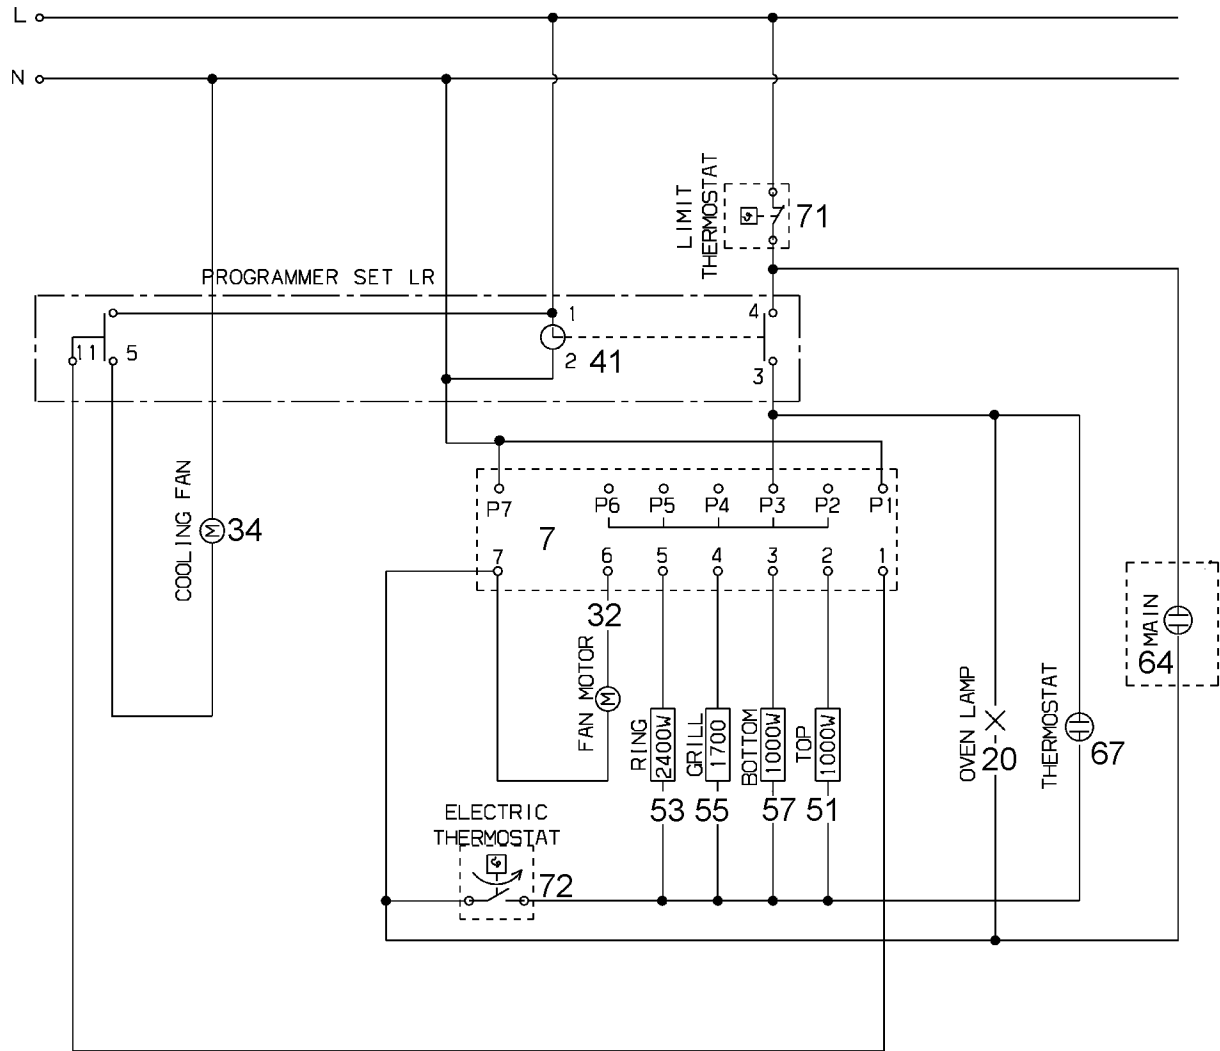 L
N
LIMIT
THERMOSTAT
71
PROGRAMMER SET LR
1
4
11
5
2
41
3
COOLING FAN
M
34
P7
P6
P5
P4
P3
P2
P1
7
7
6
5
4
3
2
1
32
FAN MOTOR
M
RING
2400W
GRILL
1700
BOTTOM
1000W
TOP
1000W
53
55
57
51
OVEN LAMP
20
THERMOSTAT
67
MAIN
64
ELECTRIC
THERMOSTAT
72